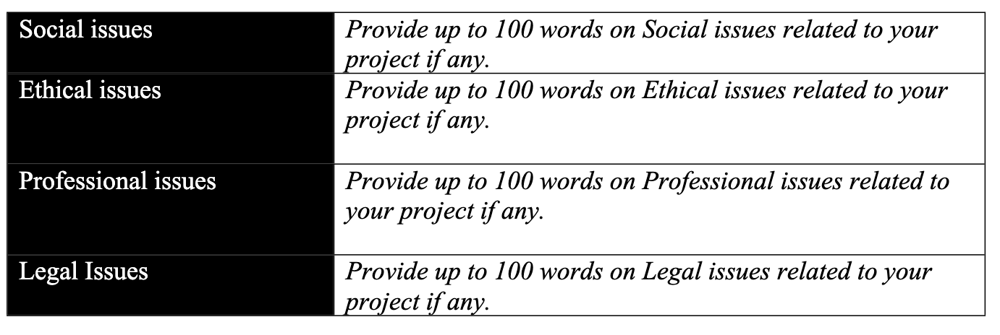 Social issues
Provide up to 100 words on Social issues related to your
project if any.
Ethical issues
Provide up to 100 words on Ethical issues related to your
project if any.
Professional issues
Provide up to 100 words on Professional issues related to
your project if any.
Legal Issues
Provide up to 100 words on Legal issues related to your
project if any.